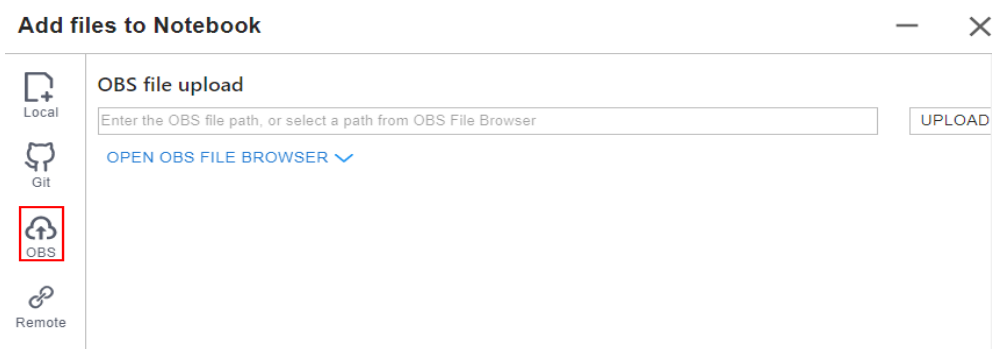 Add files to Notebook
Local
Git
OBS
Remote
OBS file upload
Enter the OBS file path, or select a path from OBS File Browser
UPLOAD
OPEN OBS FILE BROWSER